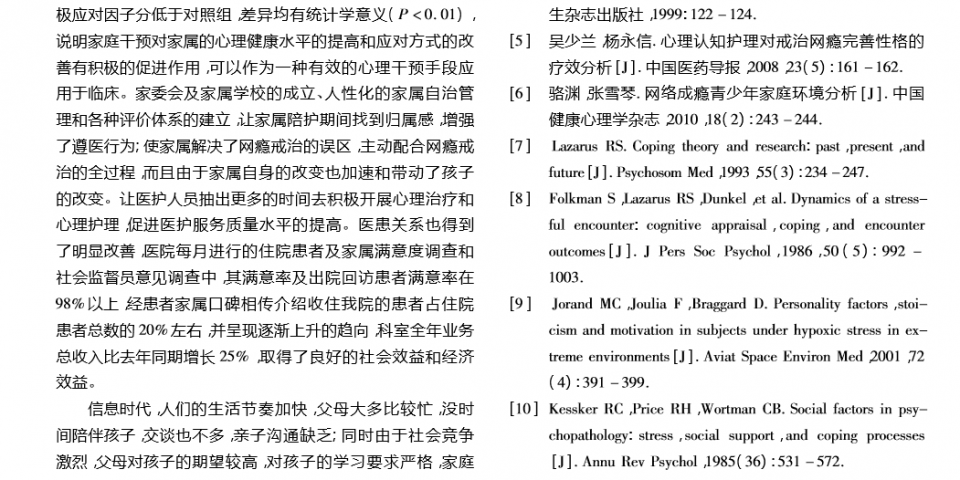 极应对因子分低于对照组,差异均有统计学意义(P<0.01),
说明家庭干预对家属的心理健康水平的提高和应对方式的改
善有积极的促进作用,可以作为一种有效的心理干预手段应
用于临床。家委会及家属学校的成立、人性化的家属自治管
理和各种评价体系的建立,让家属陪护期间找到归属感,增强
了遵医行为;使家属解决了网瘾戒治的误区,主动配合网瘾戒
治的全过程,而且由于家属自身的改变也加速和带动了孩子
的改变。让医护人员抽出更多的时间去积极开展心理治疗和
心理护理,促进医护服务质量水平的提高。医患关系也得到
了明显改善,医院每月进行的住院患者及家属满意度调查和
社会监督员意见调查中,其满意率及出院回访患者满意率在
98%以上,经患者家属口碑相传介绍收住我院的患者占住院
患者总数的20%左右,并呈现逐渐上升的趋向,科室全年业务
总收入比去年同期增长25%,取得了良好的社会效益和经济
效益。
信息时代,人们的生活节奏加快,父母大多比较忙,没时
间陪伴孩子,交谈也不多,亲子沟通缺乏;同时由于社会竞争
激烈,父母对孩子的期望较高,对孩子的学习要求严格,家庭
生杂志出版社,1999:122-124.
[5] 吴少兰,杨永信.心理认知护理对戒治网瘾完善性格的
疗效分析[J].中国医药导报,2008,23(5):161-162.
[6] 骆渊,张雪琴.网络成瘾青少年家庭环境分析[J].中国
健康心理学杂志,2010,18(2):243-244.
[7] Lazarus RS. Coping theory and research: past,present,and
future[J]. Psychosom Med,1993,55(3):234-247.
[8] Folkman S,Lazarus RS,Dunkel,et al. Dynamics of a stress-
ful encounter: cognitive appraisal,coping,and encounter
outcomes[J]. J Pers Soc Psychol,1986,50(5):992-
1003.
[9] Jorand MC,Joulia F,Braggard D. Personality factors,stoi-
cism and motivation in subjects under hypoxic stress in ex-
treme environments[J]. Aviat Space Environ Med,2001,72
(4):391-399.
[10] Kessker RC,Price RH,Wortman CB. Social factors in psy-
chopathology: stress,social support,and coping processes
[J]. Annu Rev Psychol,1985(36):531-572.